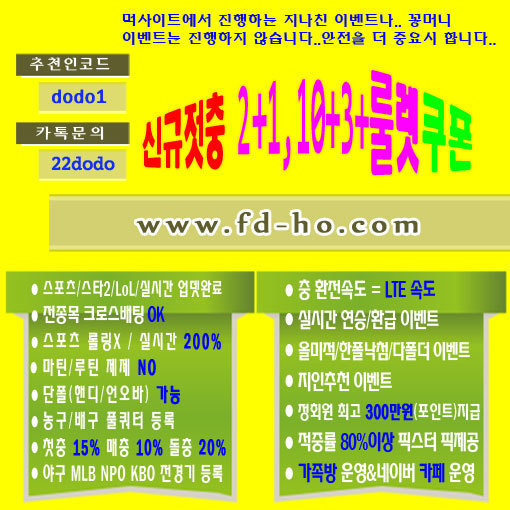 먹사이트에서 진행하는 지나친 이벤트나.. 꽁머니
이벤트는 진행하지 않습니다..안전을 더 중요시 합니다..
추천인코드
dodo1
카톡문의
22dodo
신규첫충 2+1, 10+3+룰렛쿠폰
www.fd-ho.com
● 스포츠/스타2/LoL/실시간 업뎃완료
● 전종목 크로스배팅 OK
● 스포츠 롤링X / 실시간 200%
● 마틴/루틴 제제 NO
● 단폴(핸디/언오바) 가능
● 농구/배구 풀쿼터 등록
● 첫충 15% 매충 10% 돌충 20%
● 야구 MLB NPO KBO 전경기 등록
● 충 환전속도 = LTE 속도
● 실시간 연승/환급 이벤트
● 올미적/한폴낙첨/다폴더 이벤트
● 지인추천 이벤트
● 정회원 최고 300만원(포인트)지급
● 적중률 80%이상 픽스터 픽제공
● 가족방 운영&네이버 카페 운영